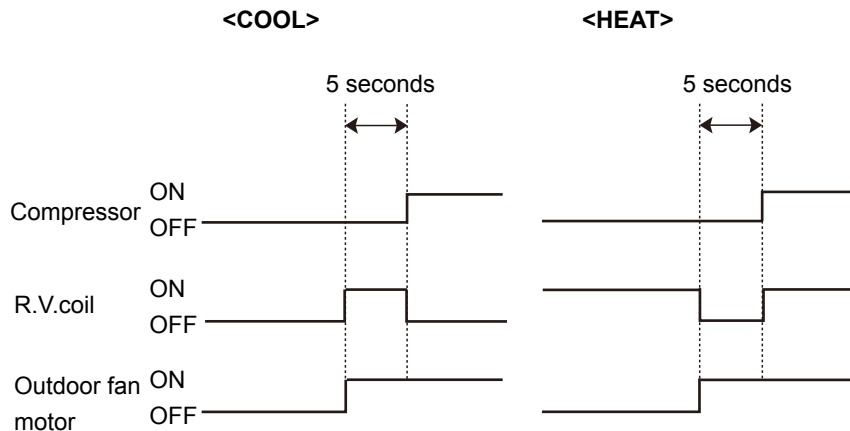 <COOL>
<HEAT>
5 seconds
5 seconds
Compressor
ON
OFF
R.V.coil
ON
OFF
Outdoor fan
motor
ON
OFF